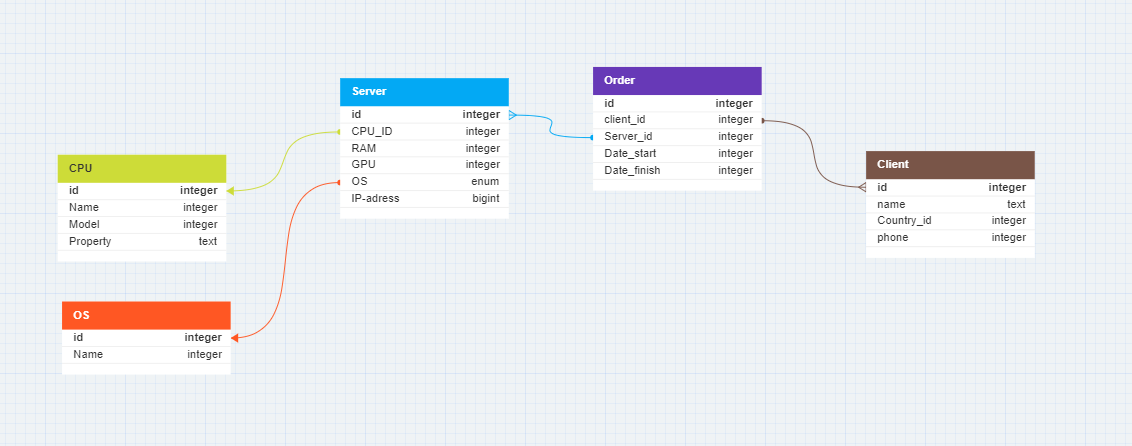 CPU
id integer
Name integer
Model integer
Property text
OS
id integer
Name integer
Server
id integer
CPU_ID integer
RAM integer
GPU integer
OS enum
IP-adress bigint
Order
id integer
client_id integer
Server_id integer
Date_start integer
Date_finish integer
Client
id integer
name text
Country_id integer
phone integer